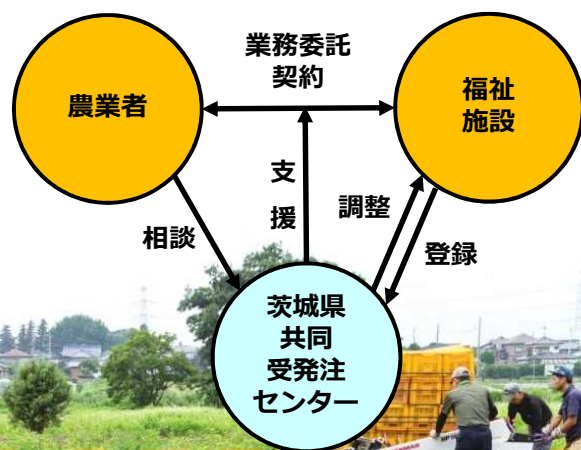 業務委託
契約
農業者
福祉
施設
支
援
調整
相談
登録
茨城県
共同
受発注
センター